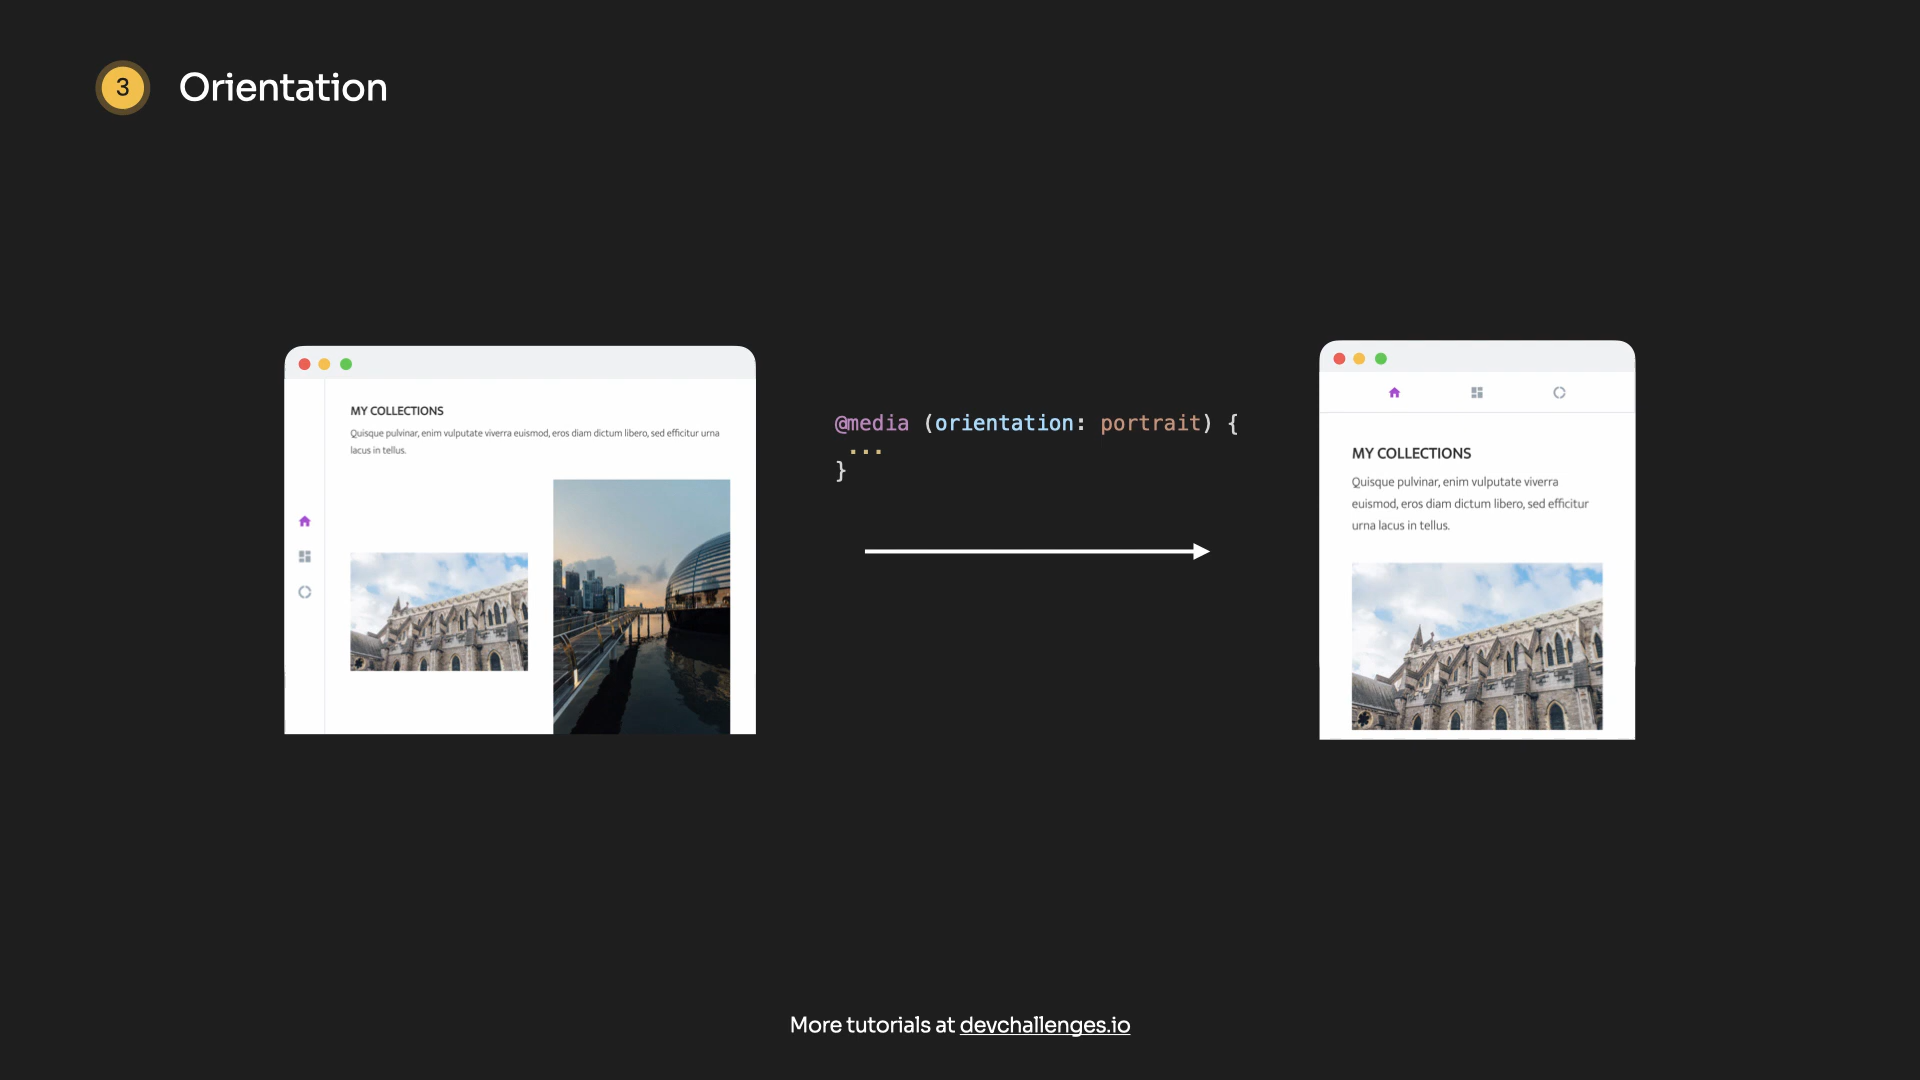 3 Orientation
MY COLLECTIONS
Quisque pulvinar, enim vulputate viverra euismod, eros diam dictum libero, sed efficitur urna
lacus in tellus.
@media (orientation: portrait) {
...
}
MY COLLECTIONS
Quisque pulvinar, enim vulputate viverra
euismod, eros diam dictum libero, sed efficitur
urna lacus in tellus.
More tutorials at devchallenges.io